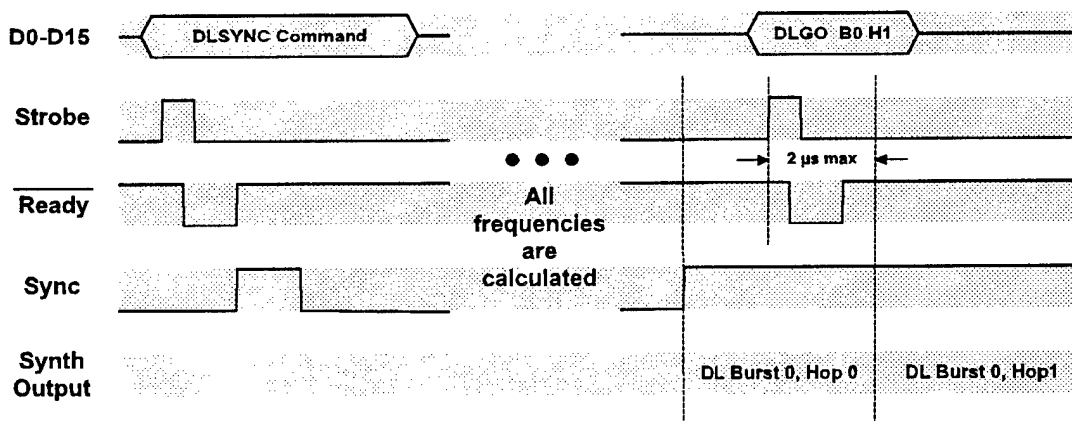 D0-D15
DLSYNC Command
DLGO B0 H1
Strobe
2 µs max
Ready
All
frequencies
are
calculated
Sync
Synth
Output
DL Burst 0, Hop 0
DL Burst 0, Hop1